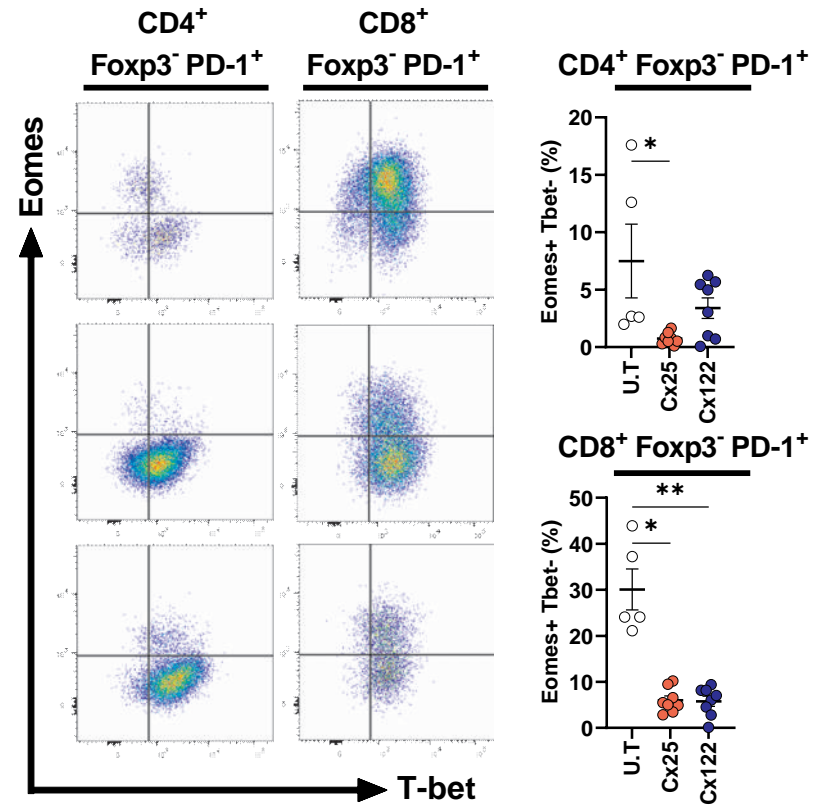 CD4+
Foxp3- PD-1+
CD8+
Foxp3- PD-1+
Eomes
T-bet
CD4+ Foxp3- PD-1+
Eomes+ Tbet- (%)
20
15
10
5
0
*
U.T
Cx25
Cx122
CD8+ Foxp3- PD-1+
Eomes+ Tbet- (%)
50
40
30
20
10
0
**
*
U.T
Cx25
Cx122